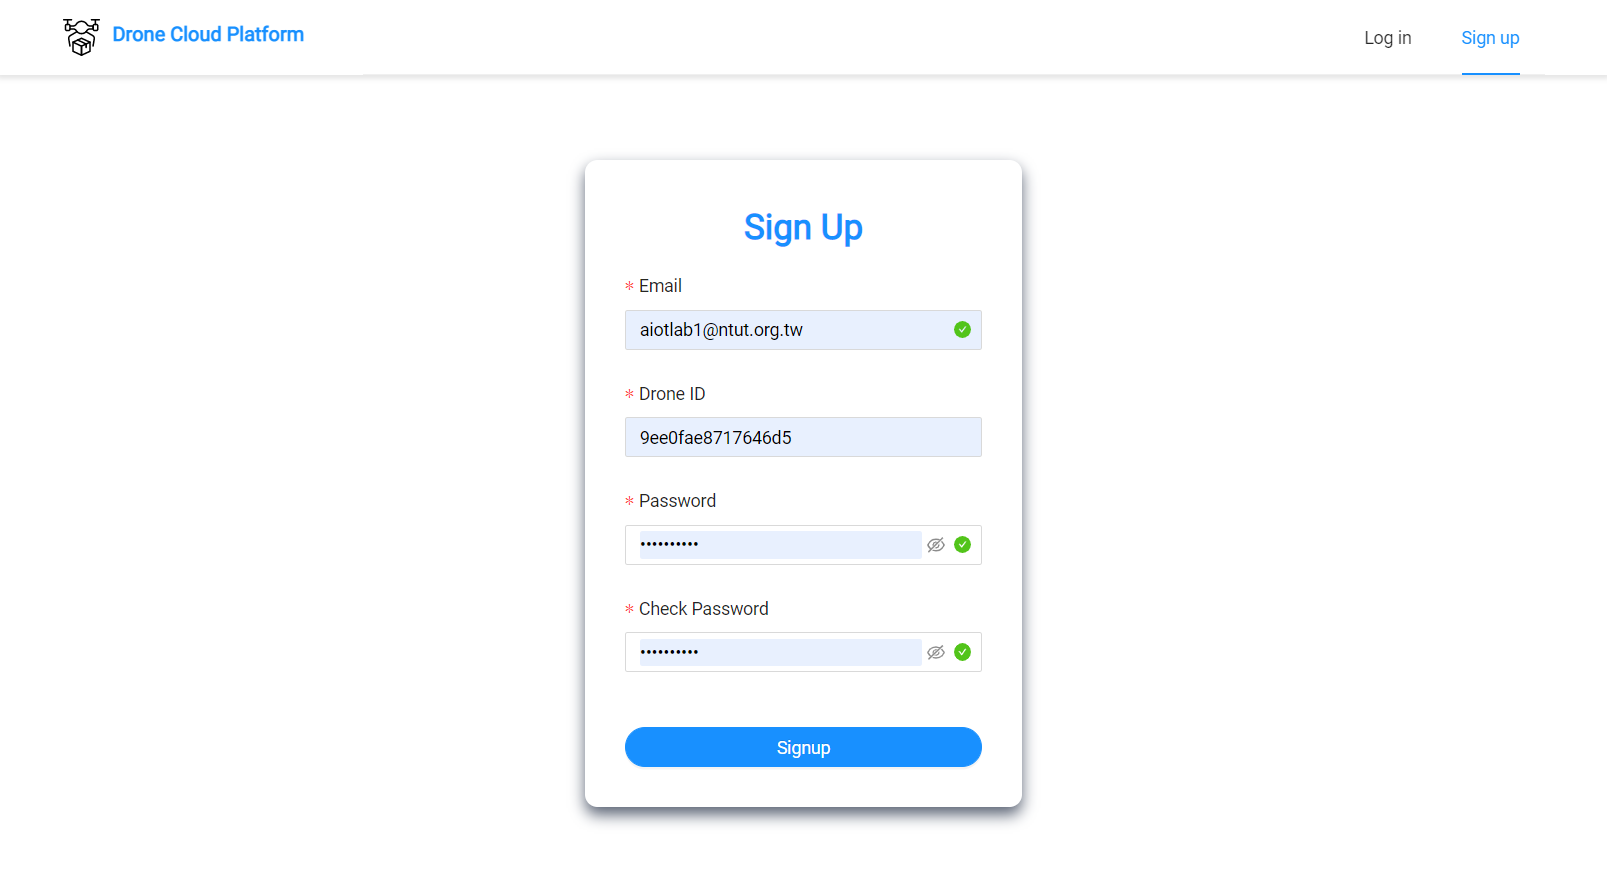 Drone Cloud Platform
Log in
Sign up
Sign Up
* Email
aiotlab1@ntut.org.tw
* Drone ID
9ee0fae8717646d5
* Password
••••••••••
* Check Password
••••••••••
Signup